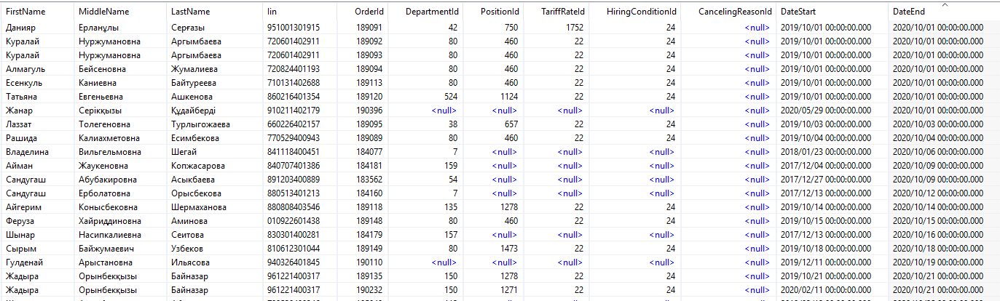 FirstName MiddleName LastName Iin OrderId DepartmentId PositionId TariffRateId HiringConditionId CancelingReasonId DateStart DateEnd
Данияр Ерланұлы Серғазы 951001301915 189091 42 750 1752 24 <null> 2019/10/01 00:00:00.000 2020/10/01 00:00:00.000
Куралай Нуржумановна Аргымбаева 720601402911 189092 80 460 22 24 <null> 2019/10/01 00:00:00.000 2020/10/01 00:00:00.000
Куралай Нуржумановна Аргымбаева 720601402911 189093 80 460 22 24 <null> 2019/10/01 00:00:00.000 2020/10/01 00:00:00.000
Алмагуль Бейсеновна Жумалиева 720824401193 189094 80 460 22 24 <null> 2019/10/01 00:00:00.000 2020/10/01 00:00:00.000
Есенкуль Каниевна Байтуреева 710131402688 189113 80 460 22 24 <null> 2019/10/01 00:00:00.000 2020/10/01 00:00:00.000
Татьяна Евгеньевна Ашкенова 860216401354 189120 524 1124 22 24 <null> 2019/10/01 00:00:00.000 2020/10/01 00:00:00.000
Жанар Серікқызы Құдайберді 910211402179 190396 <null> <null> <null> <null> <null> 2020/05/29 00:00:00.000 2020/10/01 00:00:00.000
Лаззат Толегеновна Турлыгожаева 660226402157 189095 38 657 22 24 <null> 2019/10/03 00:00:00.000 2020/10/03 00:00:00.000
Рашида Калиахметовна Есимбекова 770529400943 189089 80 460 22 24 <null> 2019/10/04 00:00:00.000 2020/10/04 00:00:00.000
Владелина Вильгельмовна Шегай 841118400451 184077 7 <null> <null> <null> <null> 2018/01/23 00:00:00.000 2020/10/06 00:00:00.000
Айман Жаукеновна Копжасарова 840707401386 184181 159 <null> <null> <null> <null> 2017/12/04 00:00:00.000 2020/10/09 00:00:00.000
Сандугаш Абубакировна Асыкбаева 891203400889 183562 54 <null> <null> <null> <null> 2017/12/27 00:00:00.000 2020/10/09 00:00:00.000
Сандугаш Ерболатовна Орысбекова 880513401213 184160 7 <null> <null> <null> <null> 2017/12/13 00:00:00.000 2020/10/12 00:00:00.000
Айгерим Конысбековна Шермаханова 880808403546 189118 135 1278 22 24 <null> 2019/10/14 00:00:00.000 2020/10/14 00:00:00.000
Феруза Хайриддиновна Аминова 010922601438 189148 80 460 22 24 <null> 2019/10/15 00:00:00.000 2020/10/15 00:00:00.000
Шынар Насипкалиевна Сеитова 830301400281 184179 157 <null> <null> <null> <null> 2017/12/13 00:00:00.000 2020/10/16 00:00:00.000
Сырым Байжумаевич Узбеков 810612301044 189149 80 1473 22 24 <null> 2019/10/18 00:00:00.000 2020/10/18 00:00:00.000
Гулденай Арыстановна Ильясова 940326401845 190110 <null> <null> <null> <null> <null> 2019/12/11 00:00:00.000 2020/10/19 00:00:00.000
Жадыра Орынбекқызы Байназар 961221400317 189135 150 1278 22 24 <null> 2019/10/21 00:00:00.000 2020/10/21 00:00:00.000
Жадыра Орынбекқызы Байназар 961221400317 190232 150 1271 22 24 <null> 2020/02/11 00:00:00.000 2020/10/21 00:00:00.000